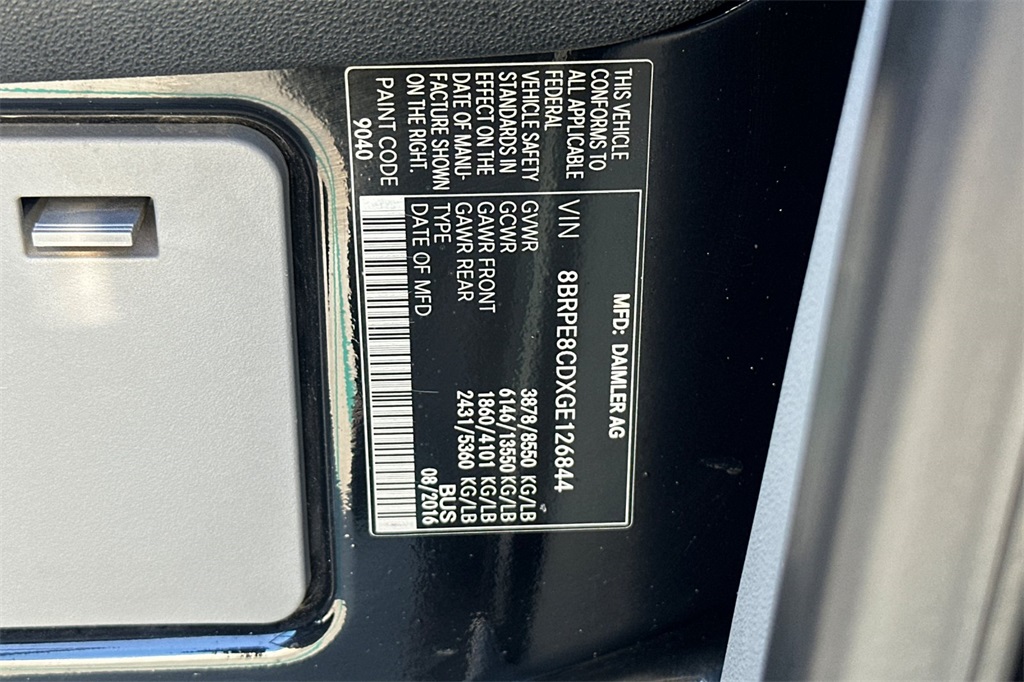 MFD: DAIMLER AG
VIN 8BRPE8CDXGE126844
GVWR 3878/8550 KG/LB
GCWR 6146/13550 KG/LB
GAWR FRONT 1860/4101 KG/LB
GAWR REAR 2431/5360 KG/LB
TYPE BUS
DATE OF MFD 08/2016
THIS VEHICLE
CONFORMS TO
ALL APPLICABLE
FEDERAL
VEHICLE SAFETY
STANDARDS IN
EFFECT ON THE
DATE OF MANU-
FACTURE SHOWN
ON THE RIGHT.
PAINT CODE
9040